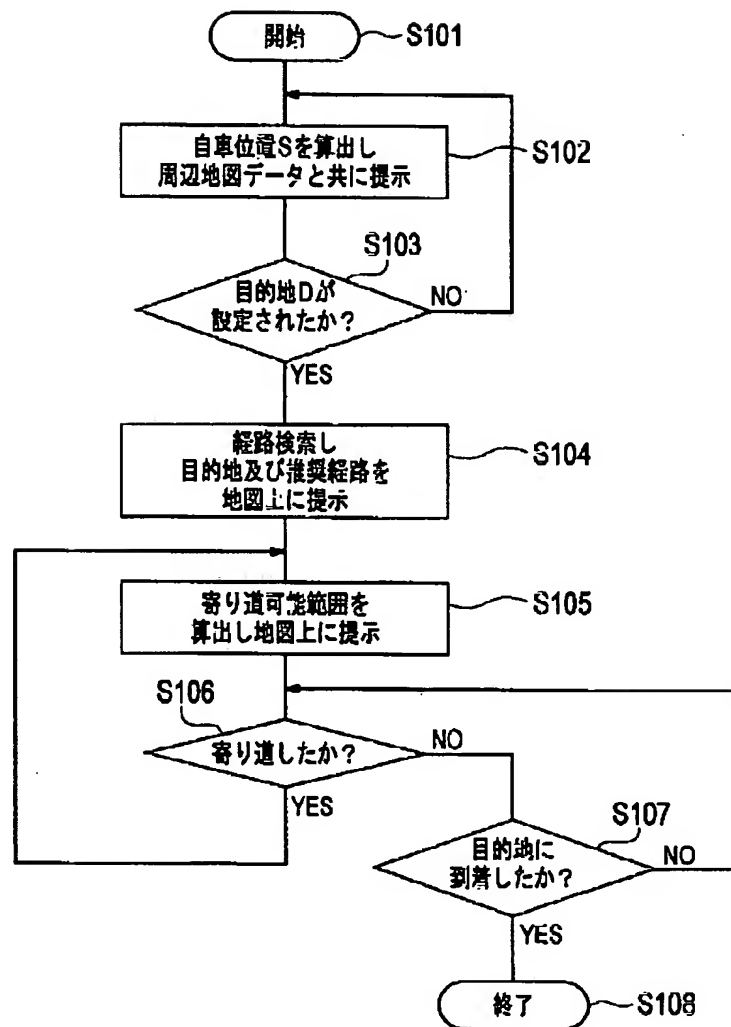 開始
S101
自車位置Sを算出し
周辺地図データと共に提示
S102
S103
目的地Dが
設定されたか?
NO
YES
経路検索し
目的地及び推奨経路を
地図上に提示
S104
寄り道可能範囲を
算出し地図上に提示
S105
S106
寄り道したか?
NO
YES
S107
目的地に
到着したか?
NO
YES
終了
S108